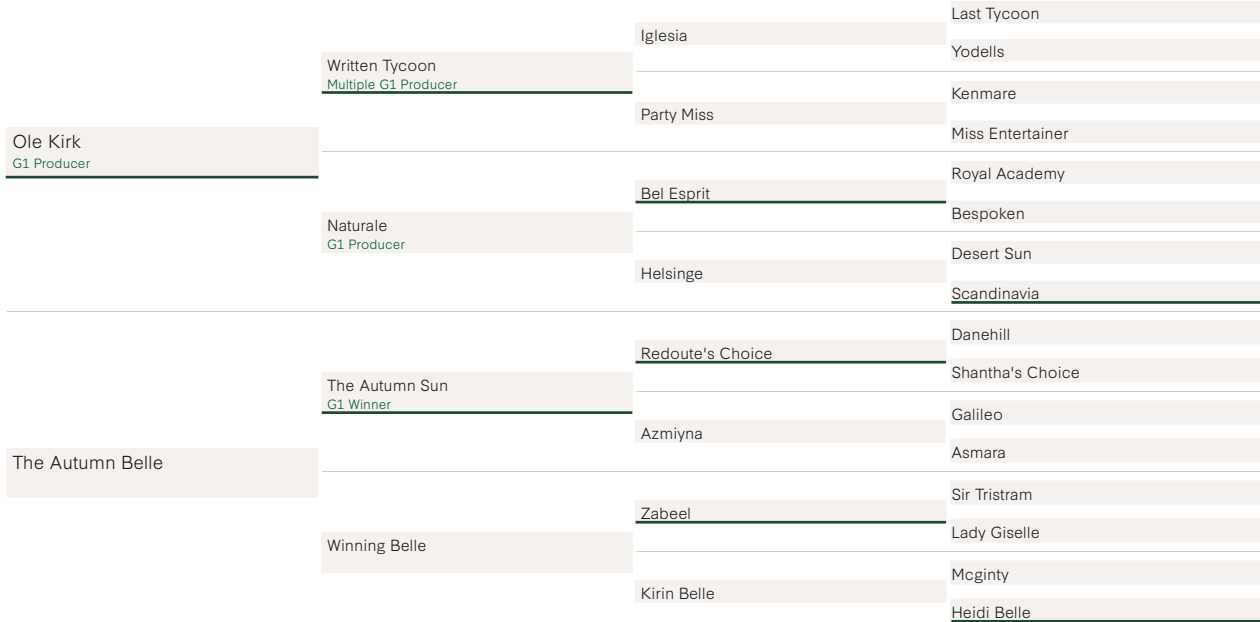 Ole Kirk
G1 Producer
The Autumn Belle
Written Tycoon
Multiple G1 Producer
Naturale
G1 Producer
The Autumn Sun
G1 Winner
Winning Belle
Iglesia
Party Miss
Bel Esprit
Helsinge
Redoute's Choice
Azmiyna
Zabeel
Kirin Belle
Last Tycoon
Yodells
Kenmare
Miss Entertainer
Royal Academy
Bespoken
Desert Sun
Scandinavia
Danehill
Shantha's Choice
Galileo
Asmara
Sir Tristram
Lady Giselle
Mcginty
Heidi Belle